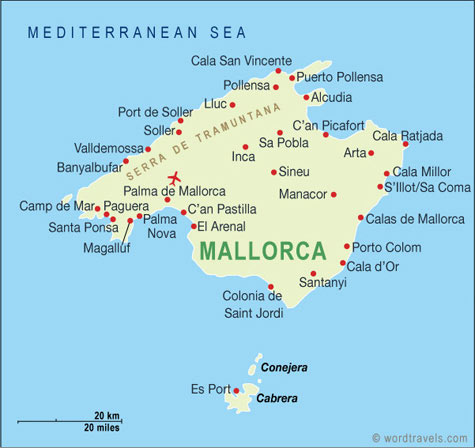 MEDITERRANEAN SEA
Cala San Vincente
Puerto Pollensa
Pollensa
Lluc
Alcudia
Port de Soller
Soller
SERRA DE TRAMUNTANA
C'an Picafort
Cala Ratjada
Sa Pobla
Valldemossa
Inca
Arta
Banyalbufar
Sineu
Cala Millor
S'Illot/Sa Coma
Palma de Mallorca
Manacor
Camp de Mar
Paguera
C'an Pastilla
Calas de Mallorca
Santa Ponsa
Palma
Nova
El Arenal
Magalluf
MALLORCA
Porto Colom
Cala d'Or
Santanyi
Colonia de
Saint Jordi
Conejera
Es Port
Cabrera
20 km
20 miles
© wordtravels.com